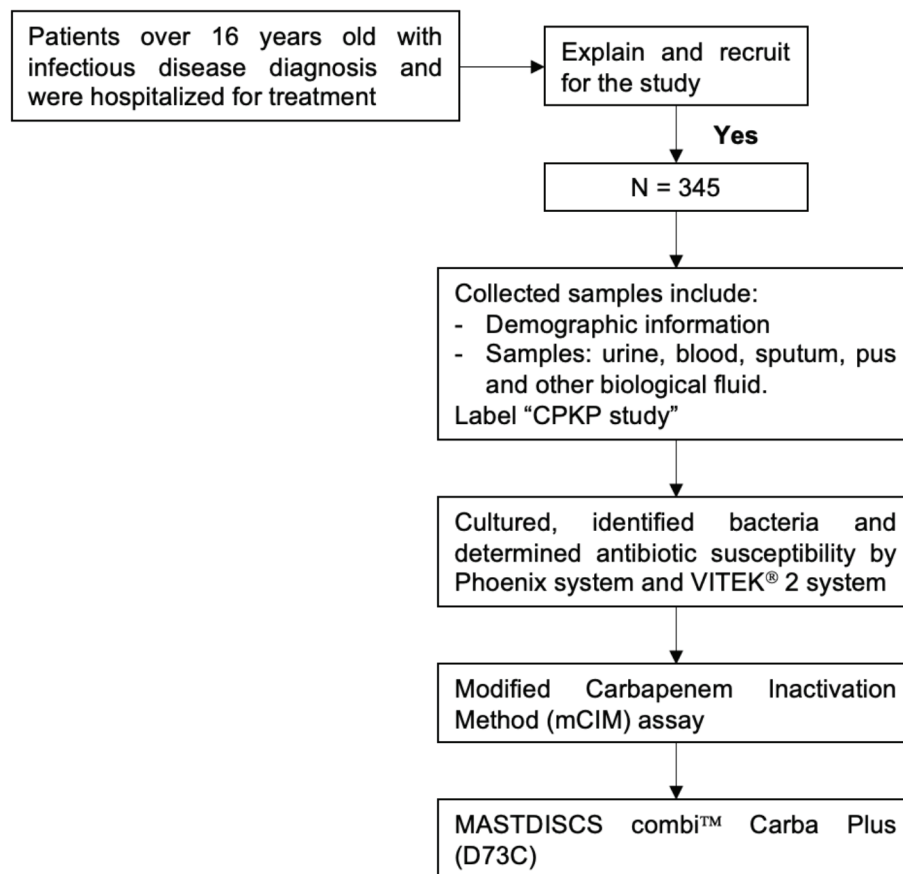 Patients over 16 years old with
infectious disease diagnosis and
were hospitalized for treatment
Explain and recruit
for the study
Yes
N = 345
Collected samples include:
- Demographic information
- Samples: urine, blood, sputum, pus
and other biological fluid.
Label “CPKP study”
Cultured, identified bacteria and
determined antibiotic susceptibility by
Phoenix system and VITEK® 2 system
Modified Carbapenem Inactivation
Method (mCIM) assay
MASTDISCS combi™ Carba Plus
(D73C)